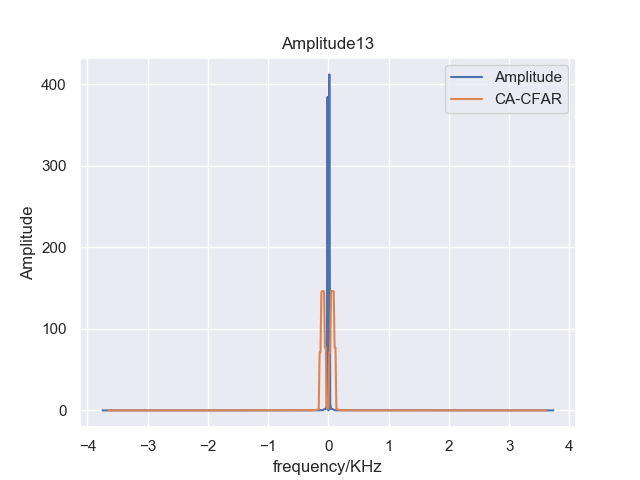 Amplitude13
Amplitude
CA-CFAR
400
300
200
100
0
Amplitude
−4 −3 −2 −1 0 1 2 3 4
frequency/KHz